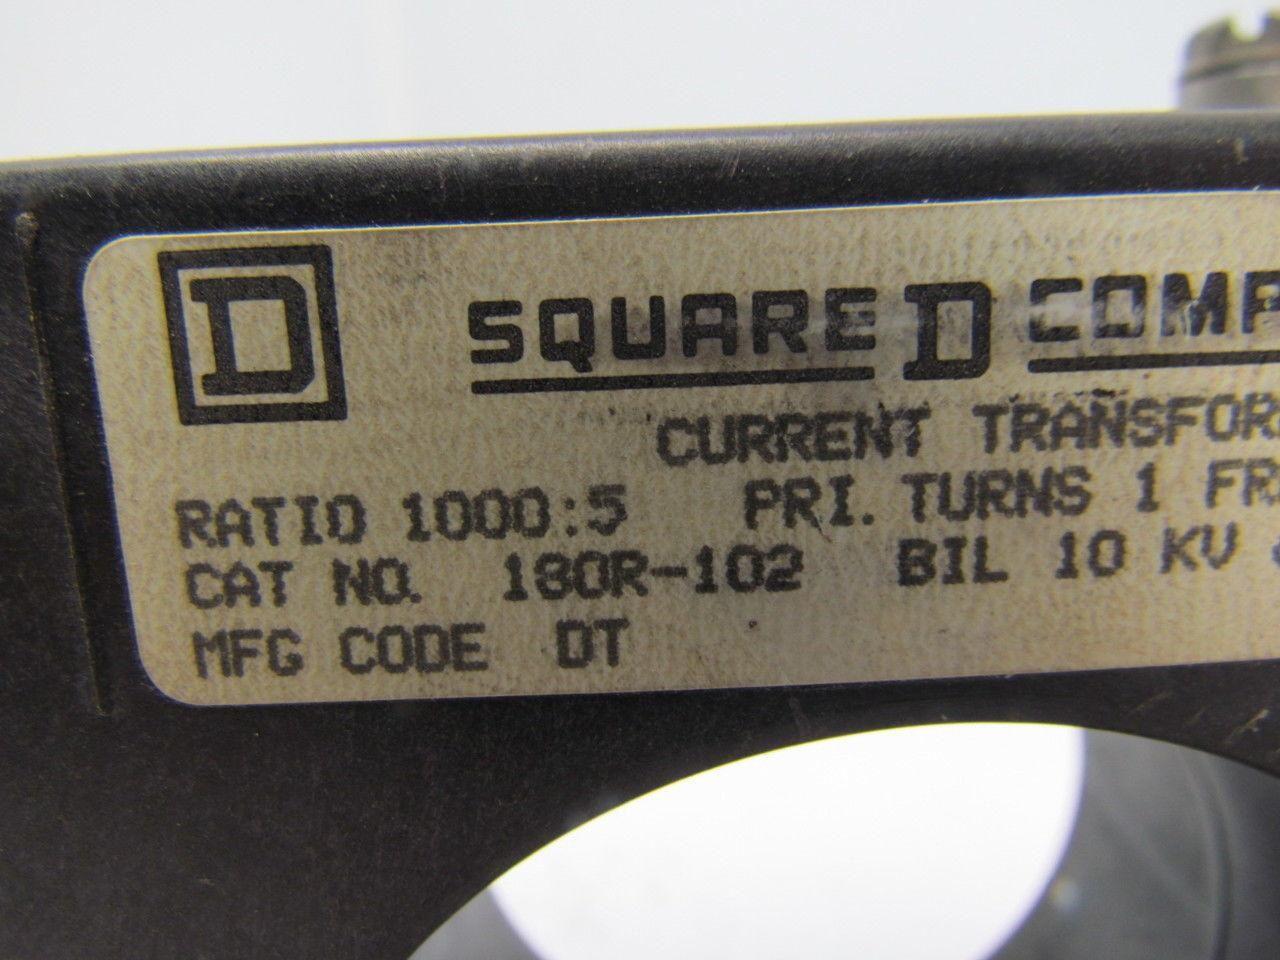 D
SQUARE D COMP
CURRENT TRANSFOR
RATIO 1000:5 PRI. TURNS 1 FR
CAT NO. 180R-102 BIL 10 KV
MFG CODE DT